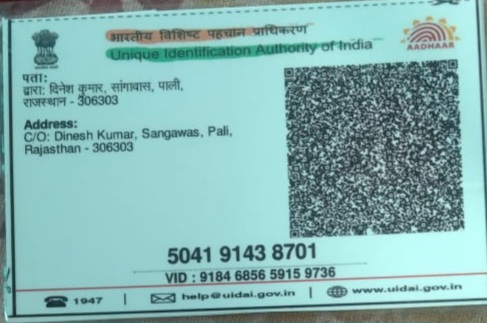 भारतीय विशिष्ट पहचान प्राधिकरण
Unique Identification Authority of India
AADHAAR
पता:
द्वारा: दिनेश कुमार, सांगावास, पाली,
राजस्थान - 306303
Address:
C/O: Dinesh Kumar, Sangawas, Pali,
Rajasthan - 306303
5041 9143 8701
VID : 9184 6856 5915 9736
1947 | help@uidai.gov.in | www.uidai.gov.in